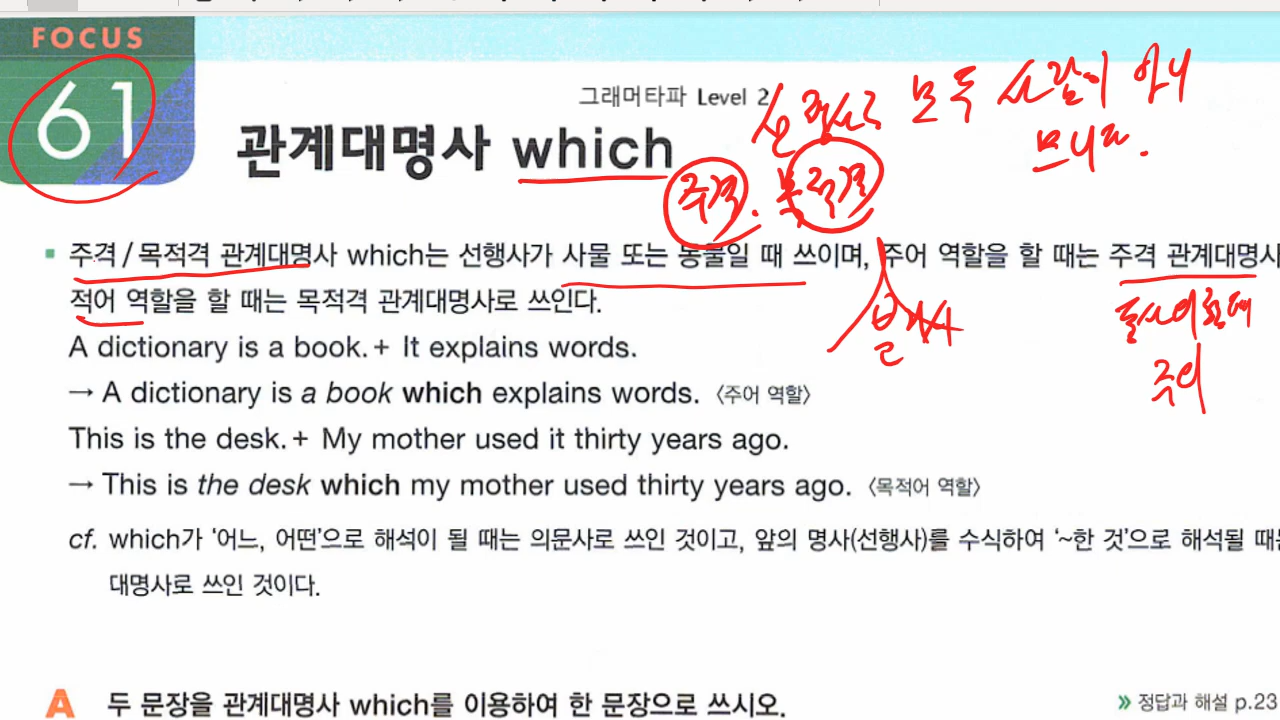 FOCUS
61
그래머타파 Level 2
관계대명사 which
모두 사람이 아니
주격. 목적격
주격/목적격 관계대명사 which는 선행사가 사물 또는 동물일 때 쓰이며, 주어 역할을 할 때는 주격 관계대명사
적어 역할을 할 때는 목적격 관계대명사로 쓰인다.
주의
A dictionary is a book. + It explains words.
→ A dictionary is a book which explains words. 〈주어 역할〉
This is the desk. + My mother used it thirty years ago.
→ This is the desk which my mother used thirty years ago. 〈목적어 역할〉
cf. which가 '어느, 어떤'으로 해석이 될 때는 의문사로 쓰인 것이고, 앞의 명사(선행사)를 수식하여 '~한 것'으로 해석될 때는
대명사로 쓰인 것이다.
A 두 문장을 관계대명사 which를 이용하여 한 문장으로 쓰시오.
» 정답과 해설 p.23